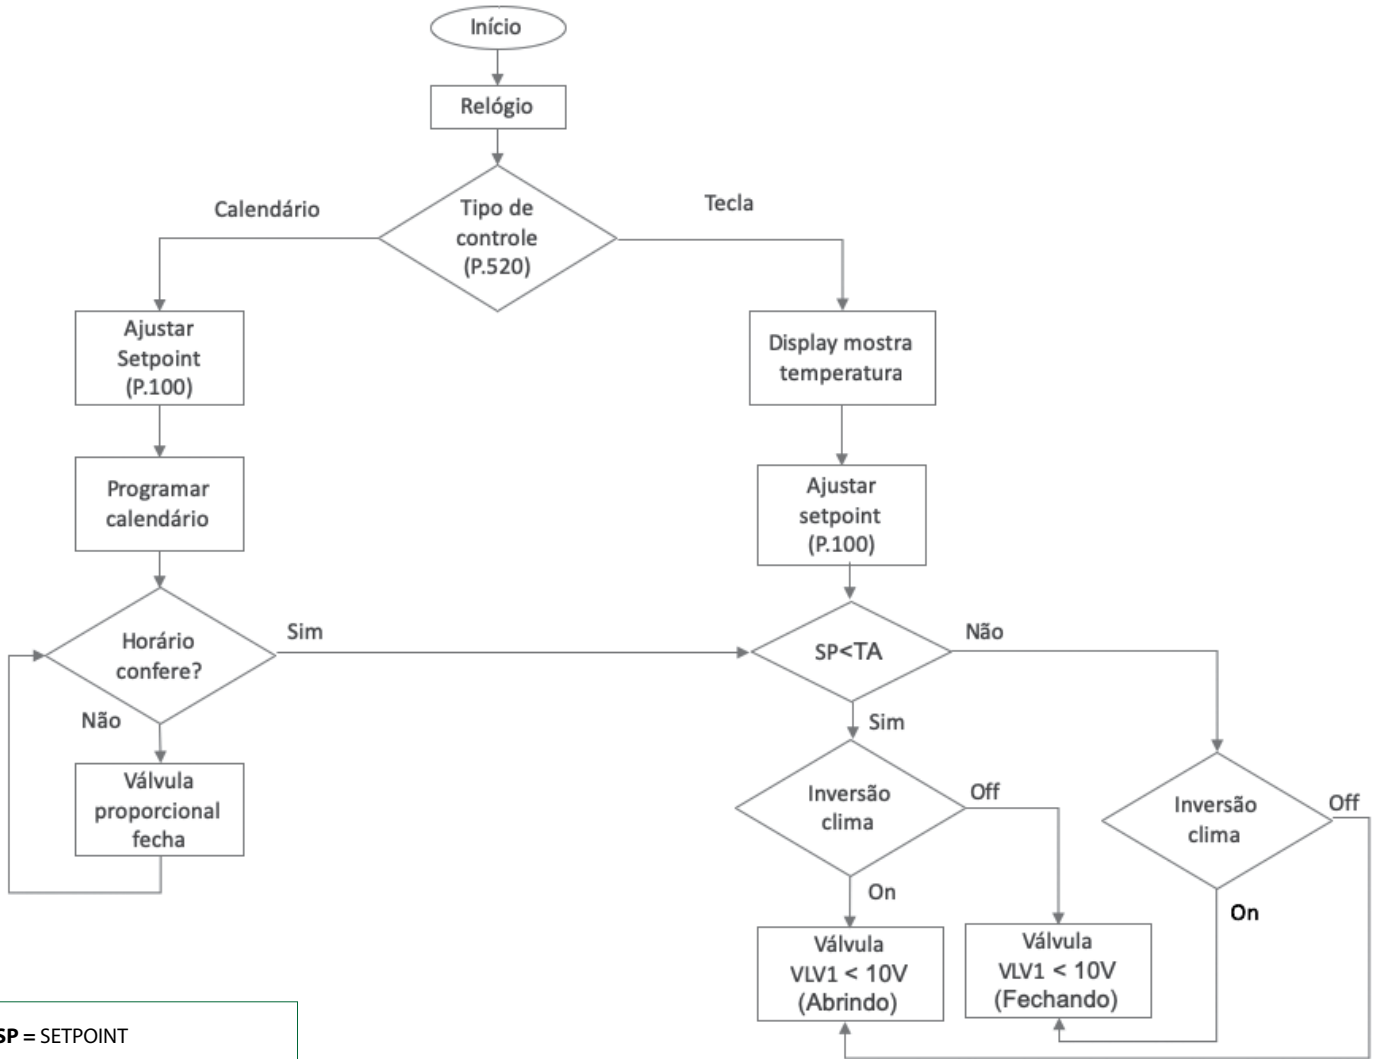 Início
Relógio
Tipo de
controle
(P.520)
Calendário
Tecla
Ajustar
Setpoint
(P.100)
Display mostra
temperatura
Programar
calendário
Ajustar
setpoint
(P.100)
Horário
confere?
Sim
Não
SP<TA
Não
Sim
Válvula
proporcional
fecha
Inversão
clima
Off
On
Inversão
clima
Off
On
Válvula
VLV1 < 10V
(Abrindo)
Válvula
VLV1 < 10V
(Fechando)
SP = SETPOINT